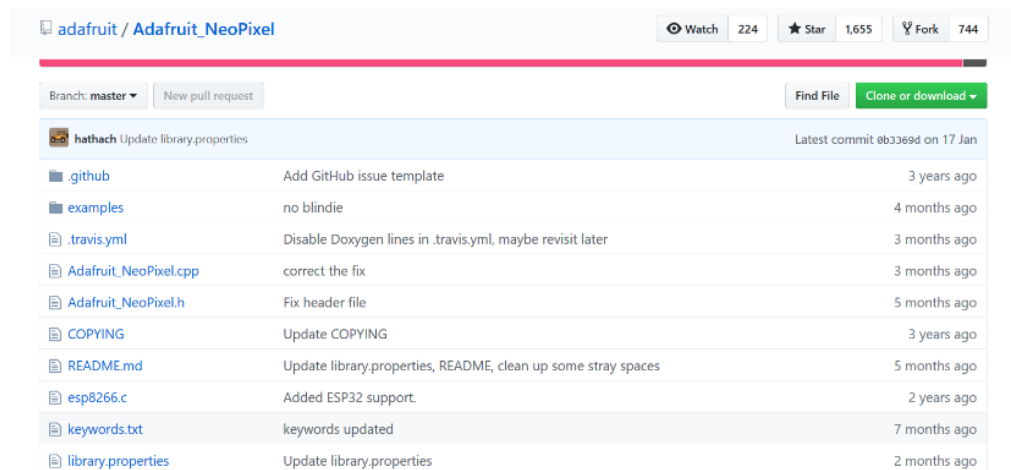 adafruit / Adafruit_NeoPixel Watch 224 Star 1,655 Fork 744
Branch: master New pull request Find File Clone or download
hathach Update library.properties Latest commit 0b3369d on 17 Jan
.github Add GitHub issue template 3 years ago
examples no blindie 4 months ago
.travis.yml Disable Doxygen lines in .travis.yml, maybe revisit later 3 months ago
Adafruit_NeoPixel.cpp correct the fix 3 months ago
Adafruit_NeoPixel.h Fix header file 5 months ago
COPYING Update COPYING 3 years ago
README.md Update library.properties, README, clean up some stray spaces 5 months ago
esp8266.c Added ESP32 support. 2 years ago
keywords.txt keywords updated 7 months ago
library.properties Update library.properties 2 months ago